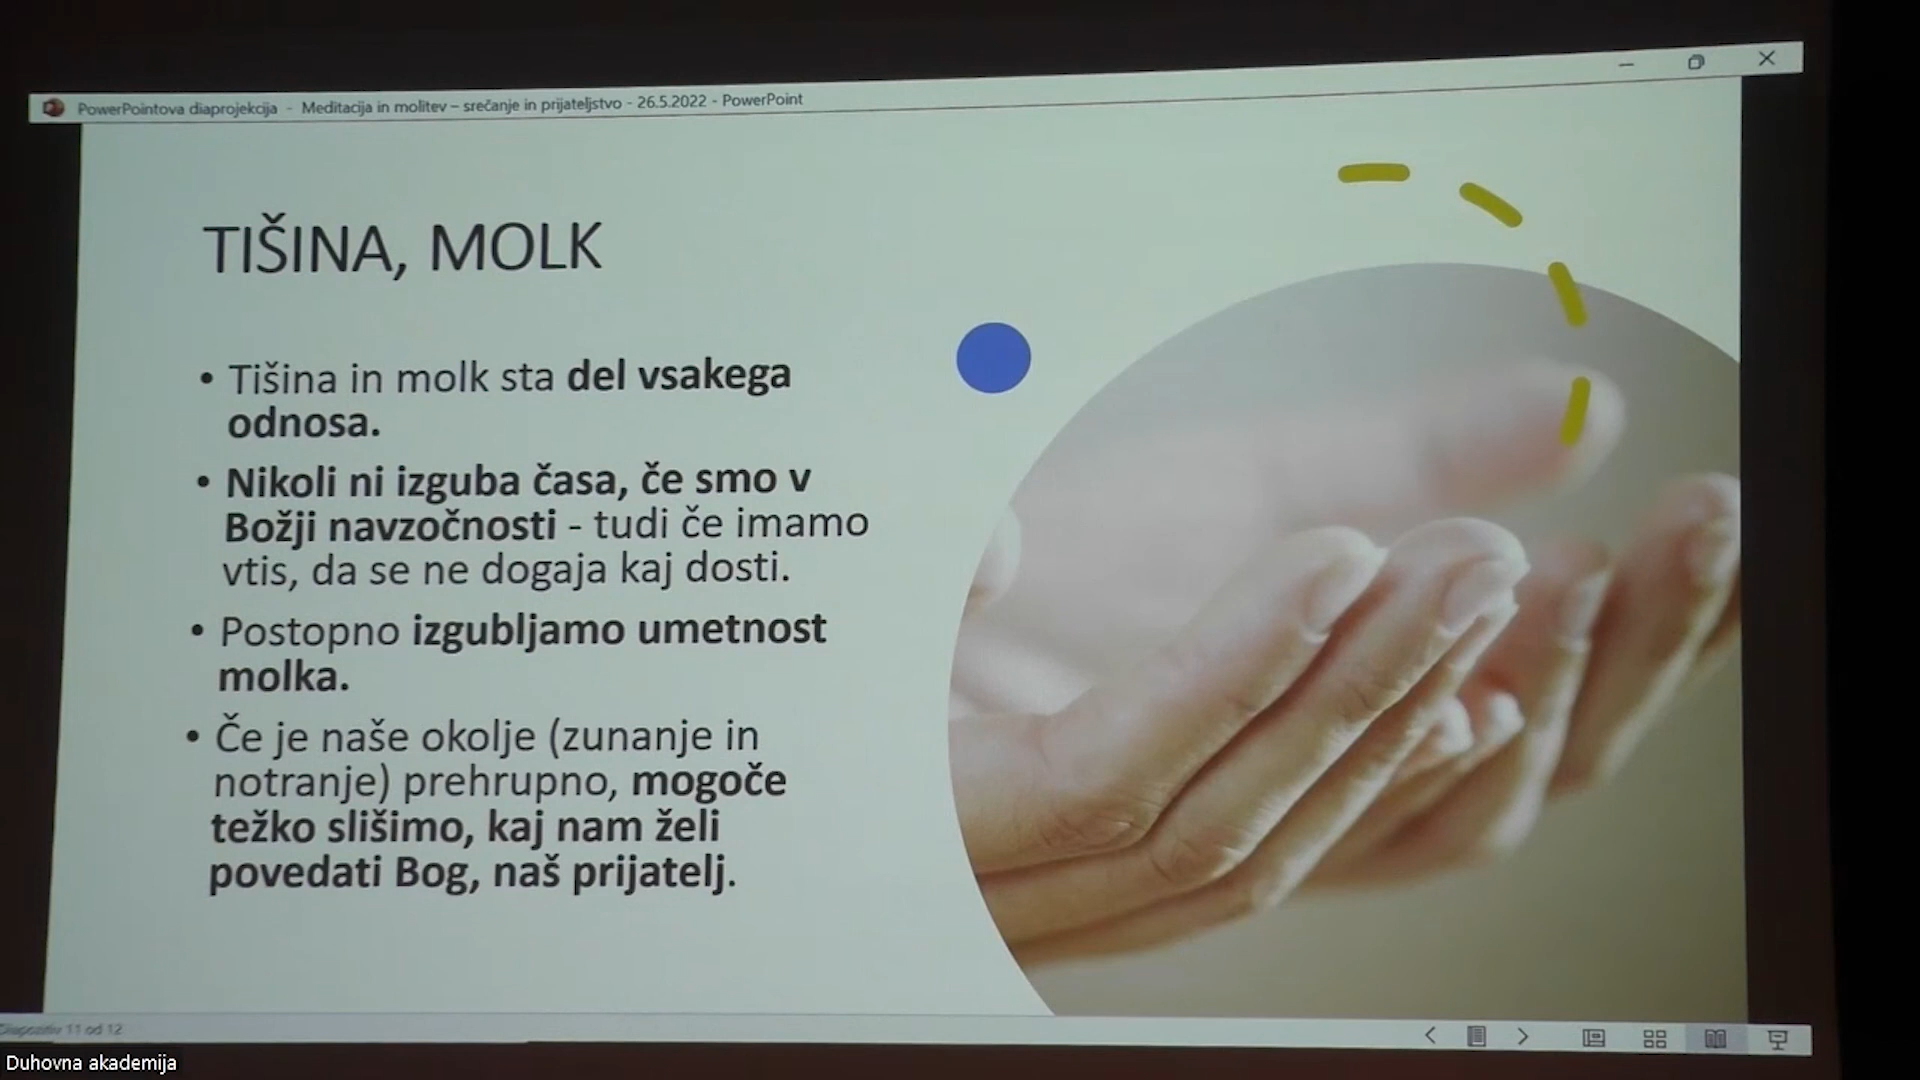 PowerPointova diaprojekcija - Meditacija in molitev – srečanje in prijateljstvo - 26.5.2022 - PowerPoint
TIŠINA, MOLK
• Tišina in molk sta del vsakega
odnosa.
• Nikoli ni izguba časa, če smo v
Božji navzočnosti - tudi če imamo
vtis, da se ne dogaja kaj dosti.
• Postopno izgubljamo umetnost
molka.
• Če je naše okolje (zunanje in
notranje) prehrupno, mogoče
težko slišimo, kaj nam želi
povedati Bog, naš prijatelj.
Diapozitiv 11 od 12
Duhovna akademija